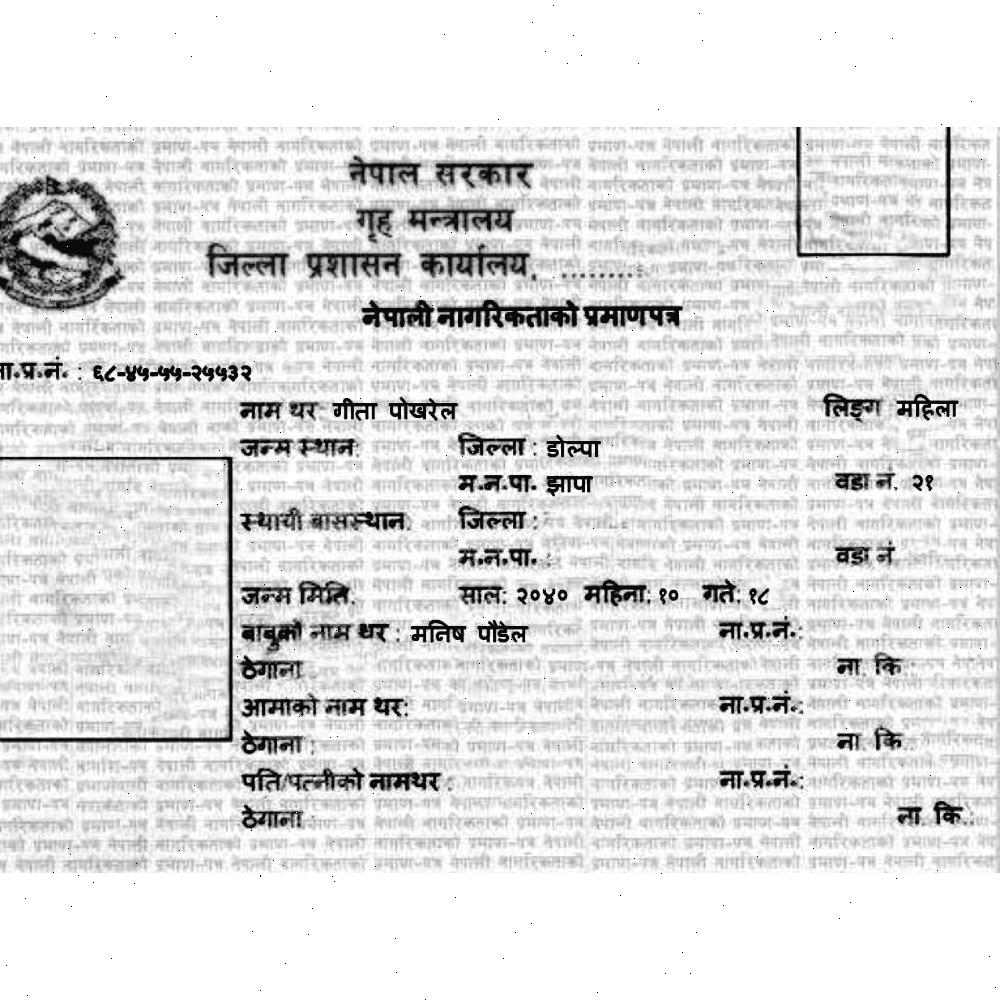 नेपाल सरकार
गृह मन्त्रालय
जिल्ला प्रशासन कार्यालय, ..........
नेपाली नागरिकताको प्रमाणपत्र
ना.प्र.नं. : ६८-४५-५५-२५५३२
नाम थर गीता पोखरेल लिङ्ग महिला
जन्म स्थान: जिल्ला : डोल्पा
म.न.पा. झापा वडा नं. २१
स्थायी बासस्थान: जिल्ला :
म.न.पा. : वडा नं
जन्म मिति: साल: २०४० महिना: १० गते: १८
बाबुको नाम थर : मनिष पौडेल ना.प्र.नं.:
ठेगाना : ना. कि. :
आमाको नाम थर: ना.प्र.नं.:
ठेगाना : ना. कि. :
पति/पत्नीको नामथर : ना.प्र.नं.:
ठेगाना : ना. कि. :